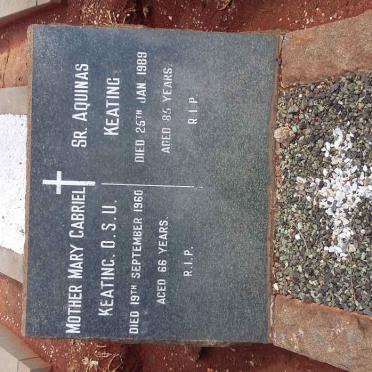 MOTHER MARY GABRIEL
KEATING. O.S.U.
DIED 19TH SEPTEMBER 1960
AGED 66 YEARS.
R.I.P.
SR. AQUINAS
KEATING
DIED 25TH JAN 1989
AGED 85 YEARS.
R.I.P